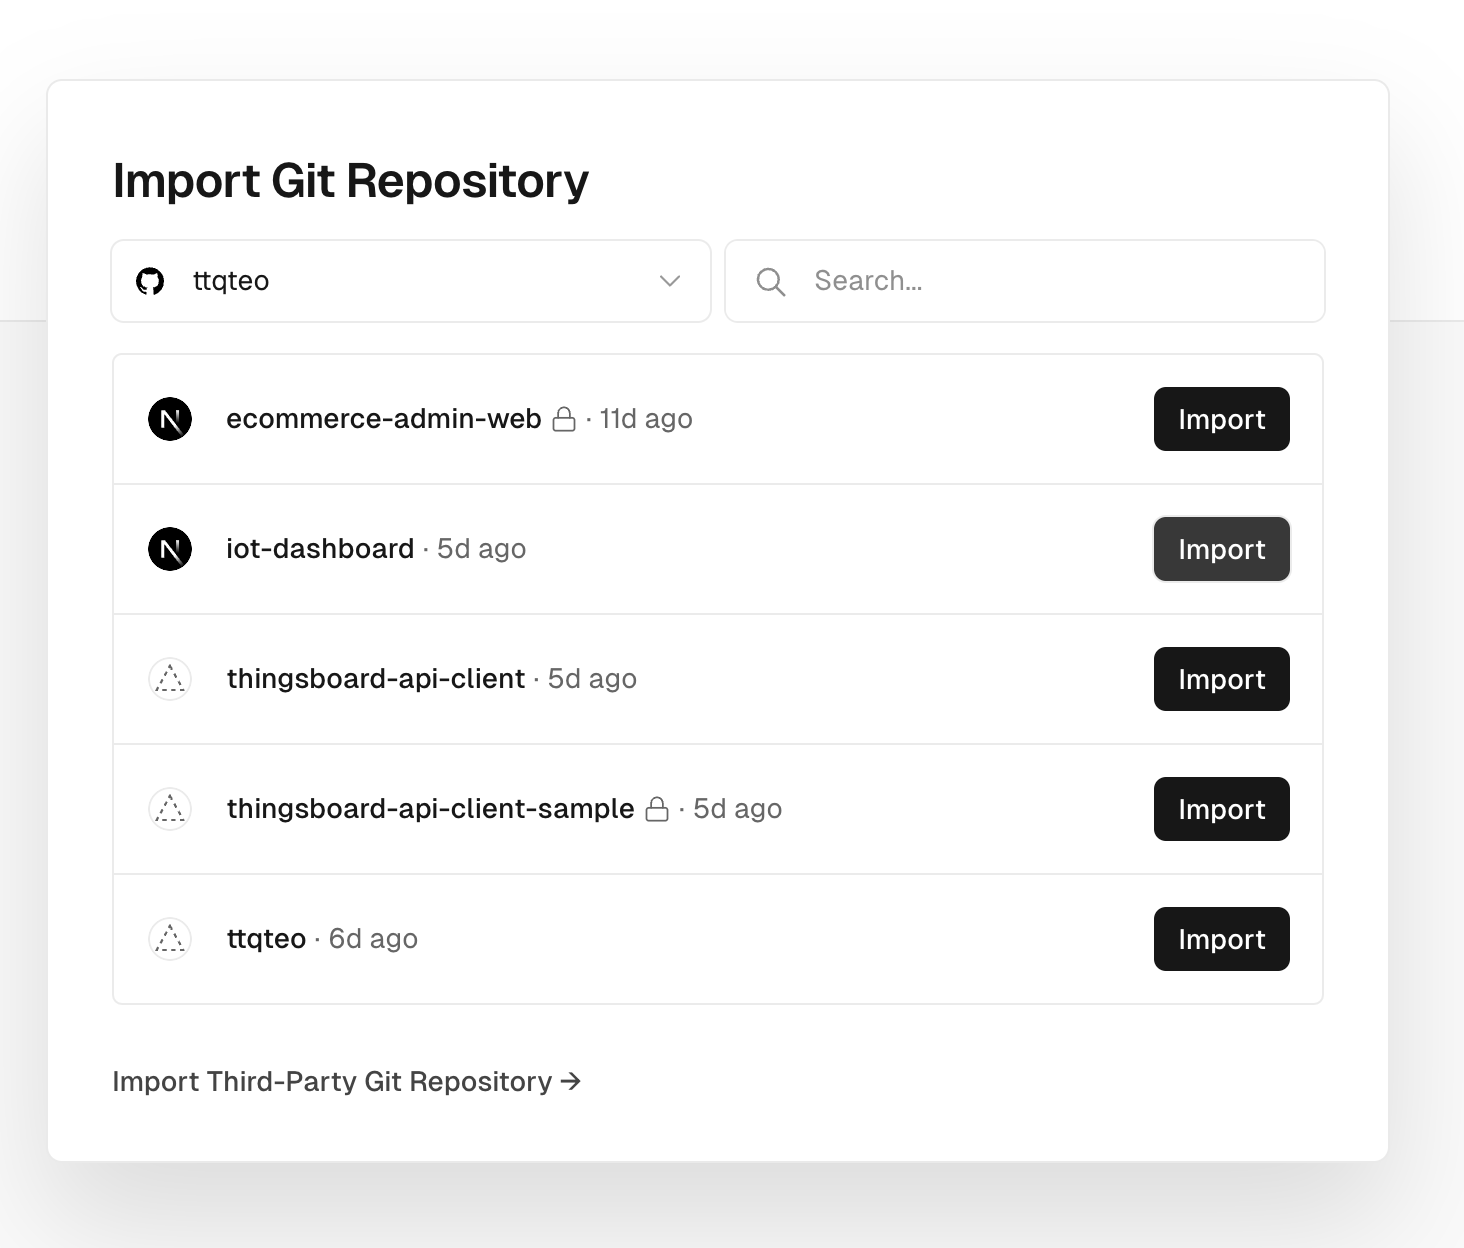 Import Git Repository
ttqteo
Search...
ecommerce-admin-web · 11d ago
Import
iot-dashboard · 5d ago
Import
thingsboard-api-client · 5d ago
Import
thingsboard-api-client-sample · 5d ago
Import
ttqteo · 6d ago
Import
Import Third-Party Git Repository →